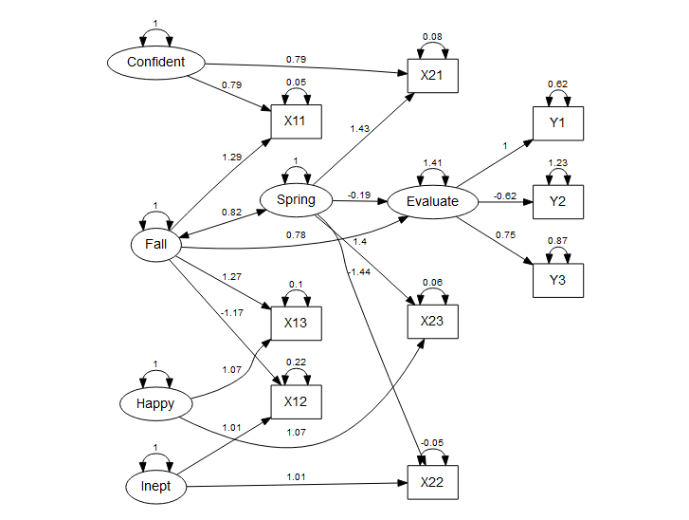 1
Confident
0.79
0.79
0.08
X21
0.05
X11
0.62
Y1
1.29
1.43
1
1
Spring
-0.19
1.41
Evaluate
-0.62
1.23
Y2
1
Fall
0.82
0.78
0.75
0.87
Y3
1.4
-1.44
1.27
-1.17
0.1
X13
0.06
X23
1
Happy
1.07
0.22
X12
1.01
1.07
1
Inept
1.01
-0.05
X22